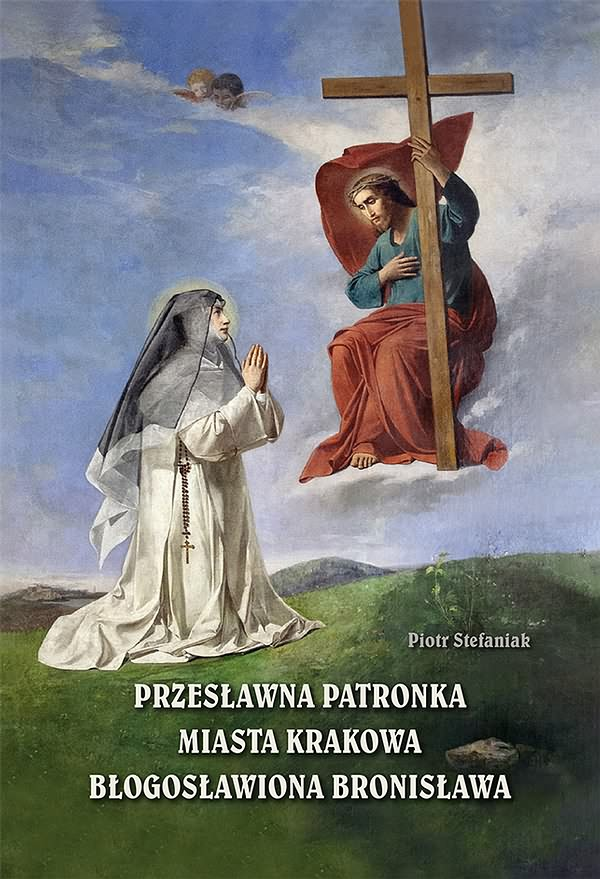 Piotr Stefaniak
PRZESŁAWNA PATRONKA
MIASTA KRAKOWA
BŁOGOSŁAWIONA BRONISŁAWA